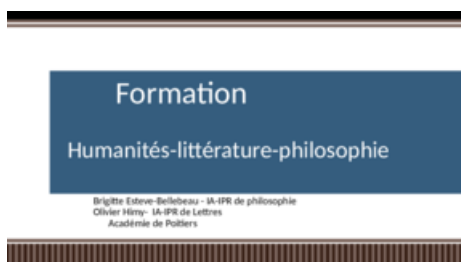 Formation
Humanités-littérature-philosophie
Brigitte Esteve-Bellebeau - IA-IPR de philosophie
Olivier Himy- IA-IPR de Lettres
Académie de Poitiers